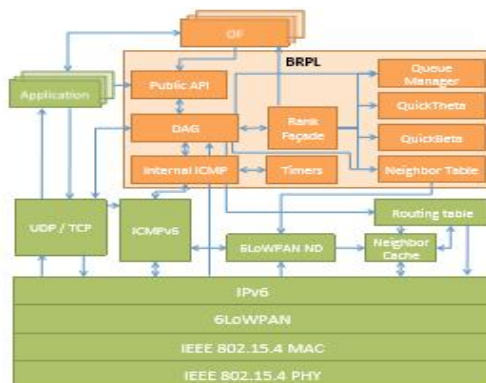 OF
BRPL
Public API
Queue
Manager
Application
QuickTheta
DAG
Rank
Façade
QuickBeta
Internal ICMP
Timers
Neighbor Table
UDP / TCP
ICMPv6
Routing table
6LoWPAN ND
Neighbor
Cache
IPv6
6LoWPAN
IEEE 802.15.4 MAC
IEEE 802.15.4 PHY